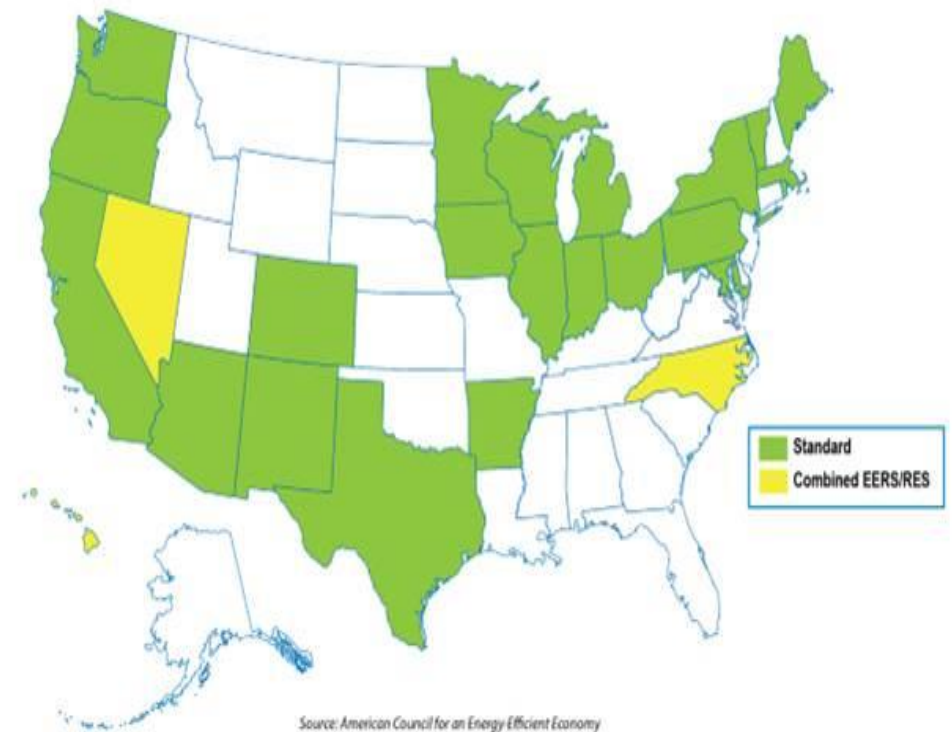 Standard
Combined EERS/RES
Source: American Council for an Energy-Efficient Economy